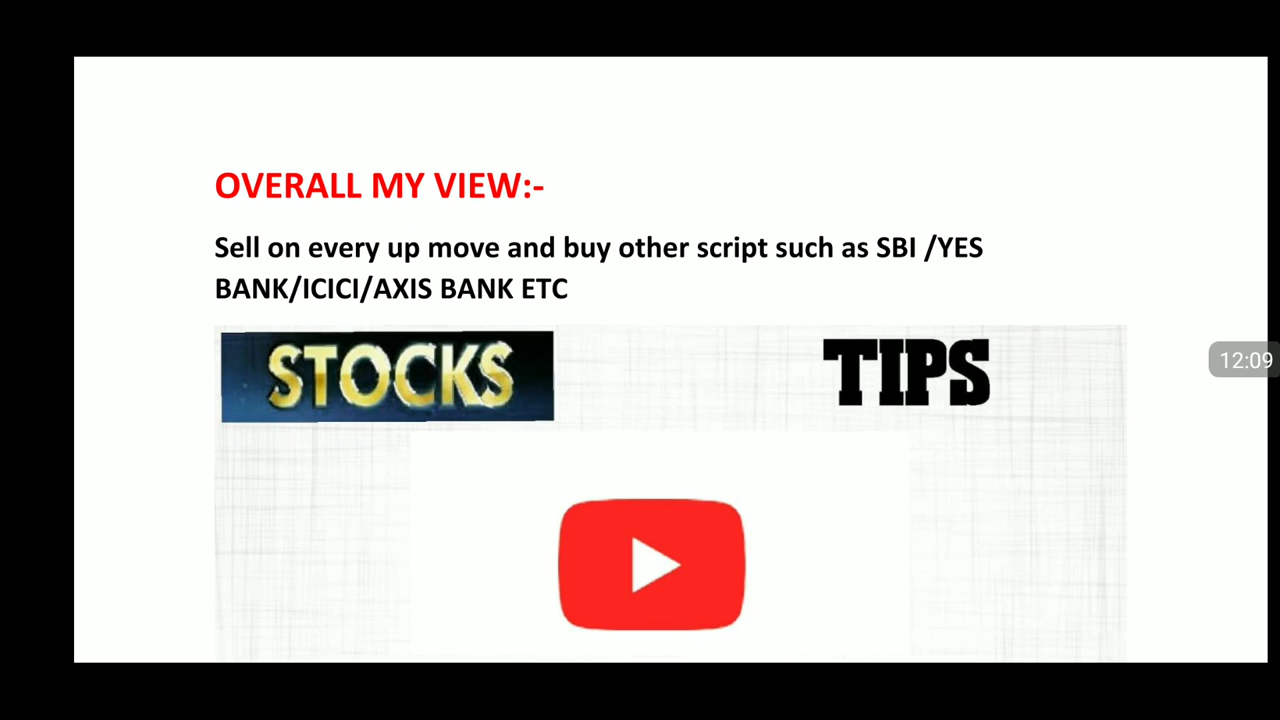 OVERALL MY VIEW:-
Sell on every up move and buy other script such as SBI /YES
BANK/ICICI/AXIS BANK ETC
STOCKS TIPS
12:09